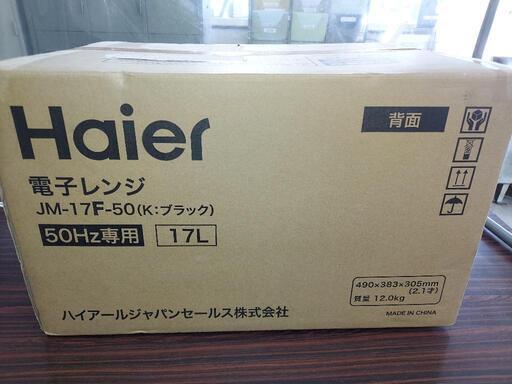 Haier
背面
電子レンジ
JM-17F-50(K:ブラック)
50Hz専用 17L
490×383×305mm
(2.1才)
質量 12.0kg
ハイアールジャパンセールス株式会社
MADE IN CHINA